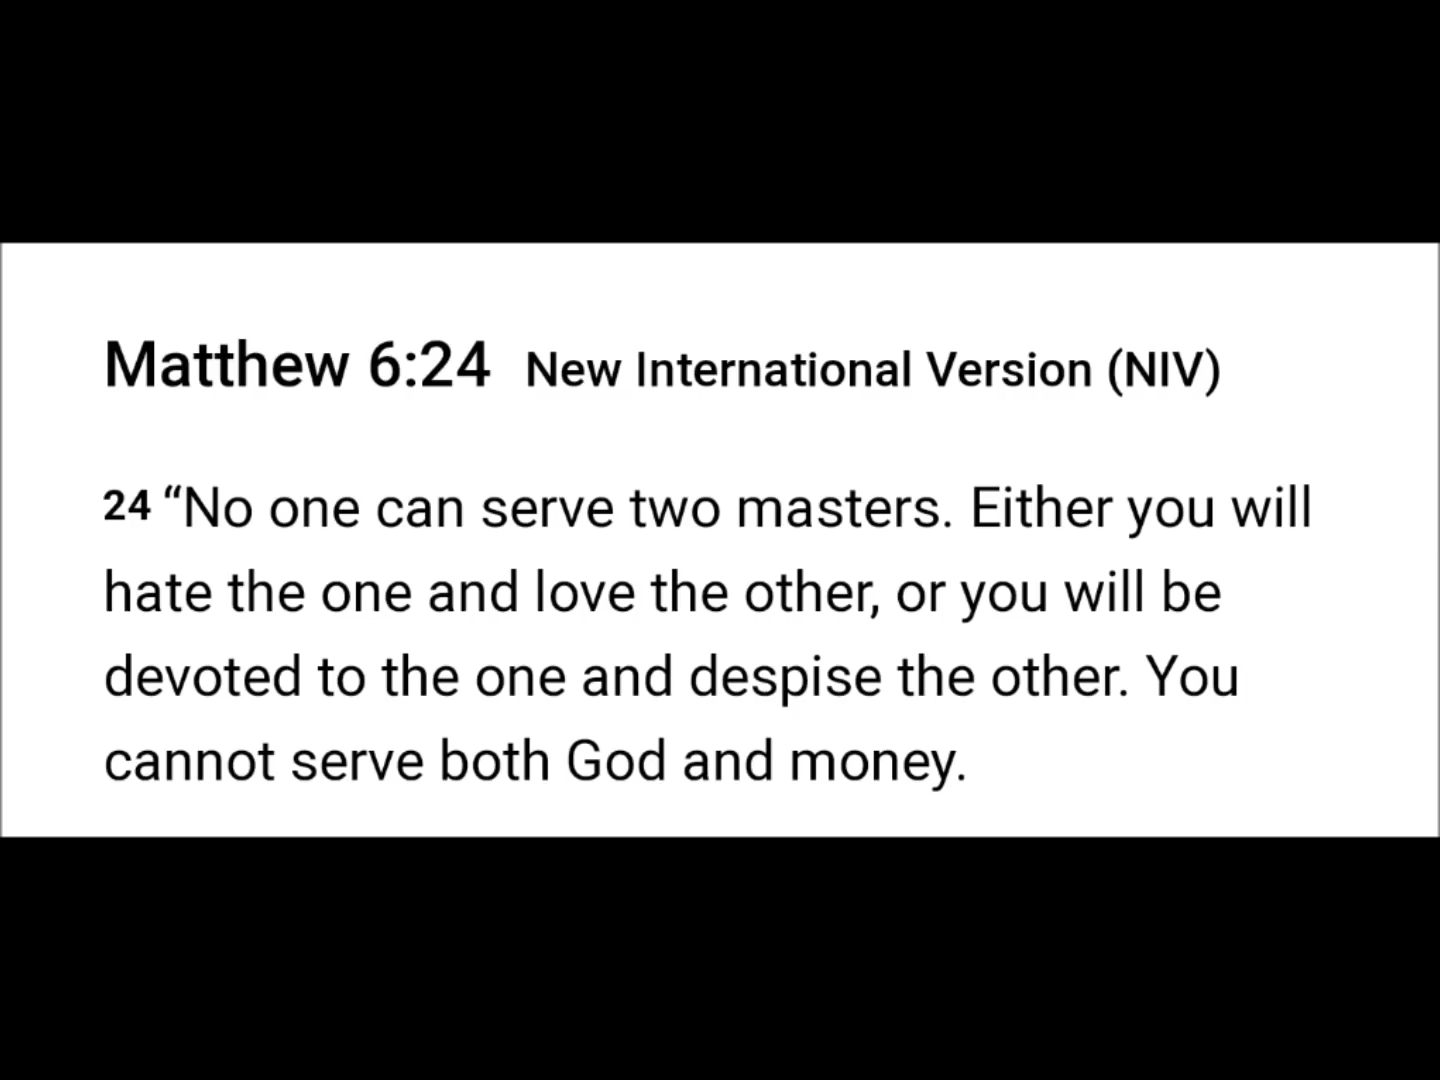 Matthew 6:24 New International Version (NIV)
24 “No one can serve two masters. Either you will
hate the one and love the other, or you will be
devoted to the one and despise the other. You
cannot serve both God and money.